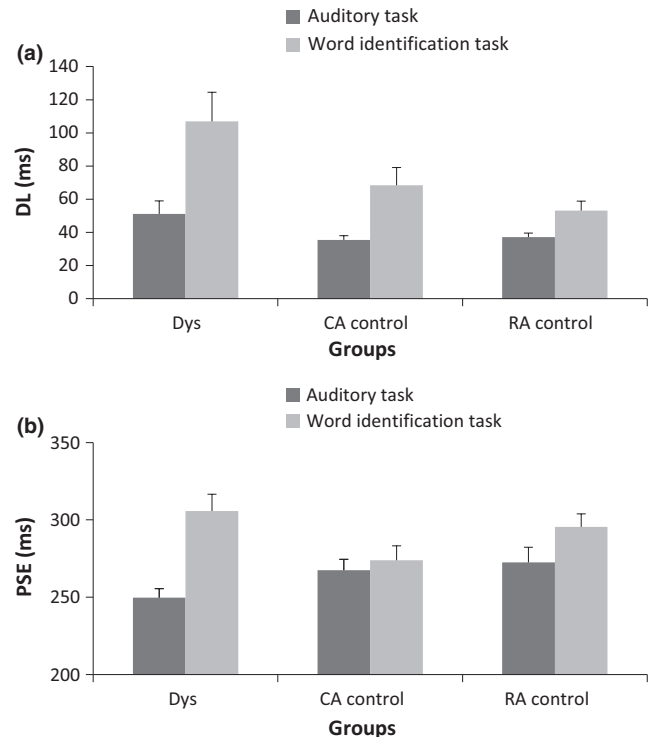 Auditory task
Word identification task
(a)
140
120
100
80
60
40
20
0
DL (ms)
Dys CA control RA control
Groups
Auditory task
Word identification task
(b)
350
300
250
200
PSE (ms)
Dys CA control RA control
Groups